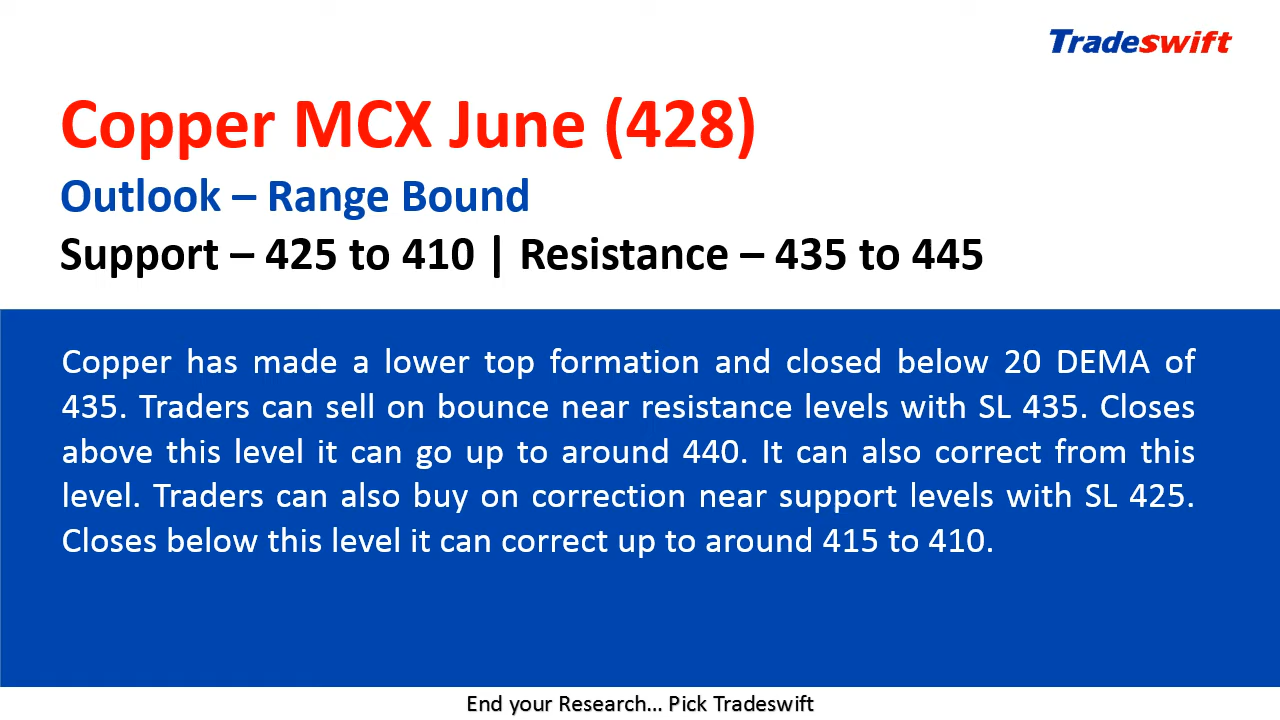 Tradeswift
Copper MCX June (428)
Outlook – Range Bound
Support – 425 to 410 | Resistance – 435 to 445
Copper has made a lower top formation and closed below 20 DEMA of
435. Traders can sell on bounce near resistance levels with SL 435. Closes
above this level it can go up to around 440. It can also correct from this
level. Traders can also buy on correction near support levels with SL 425.
Closes below this level it can correct up to around 415 to 410.
End your Research... Pick Tradeswift